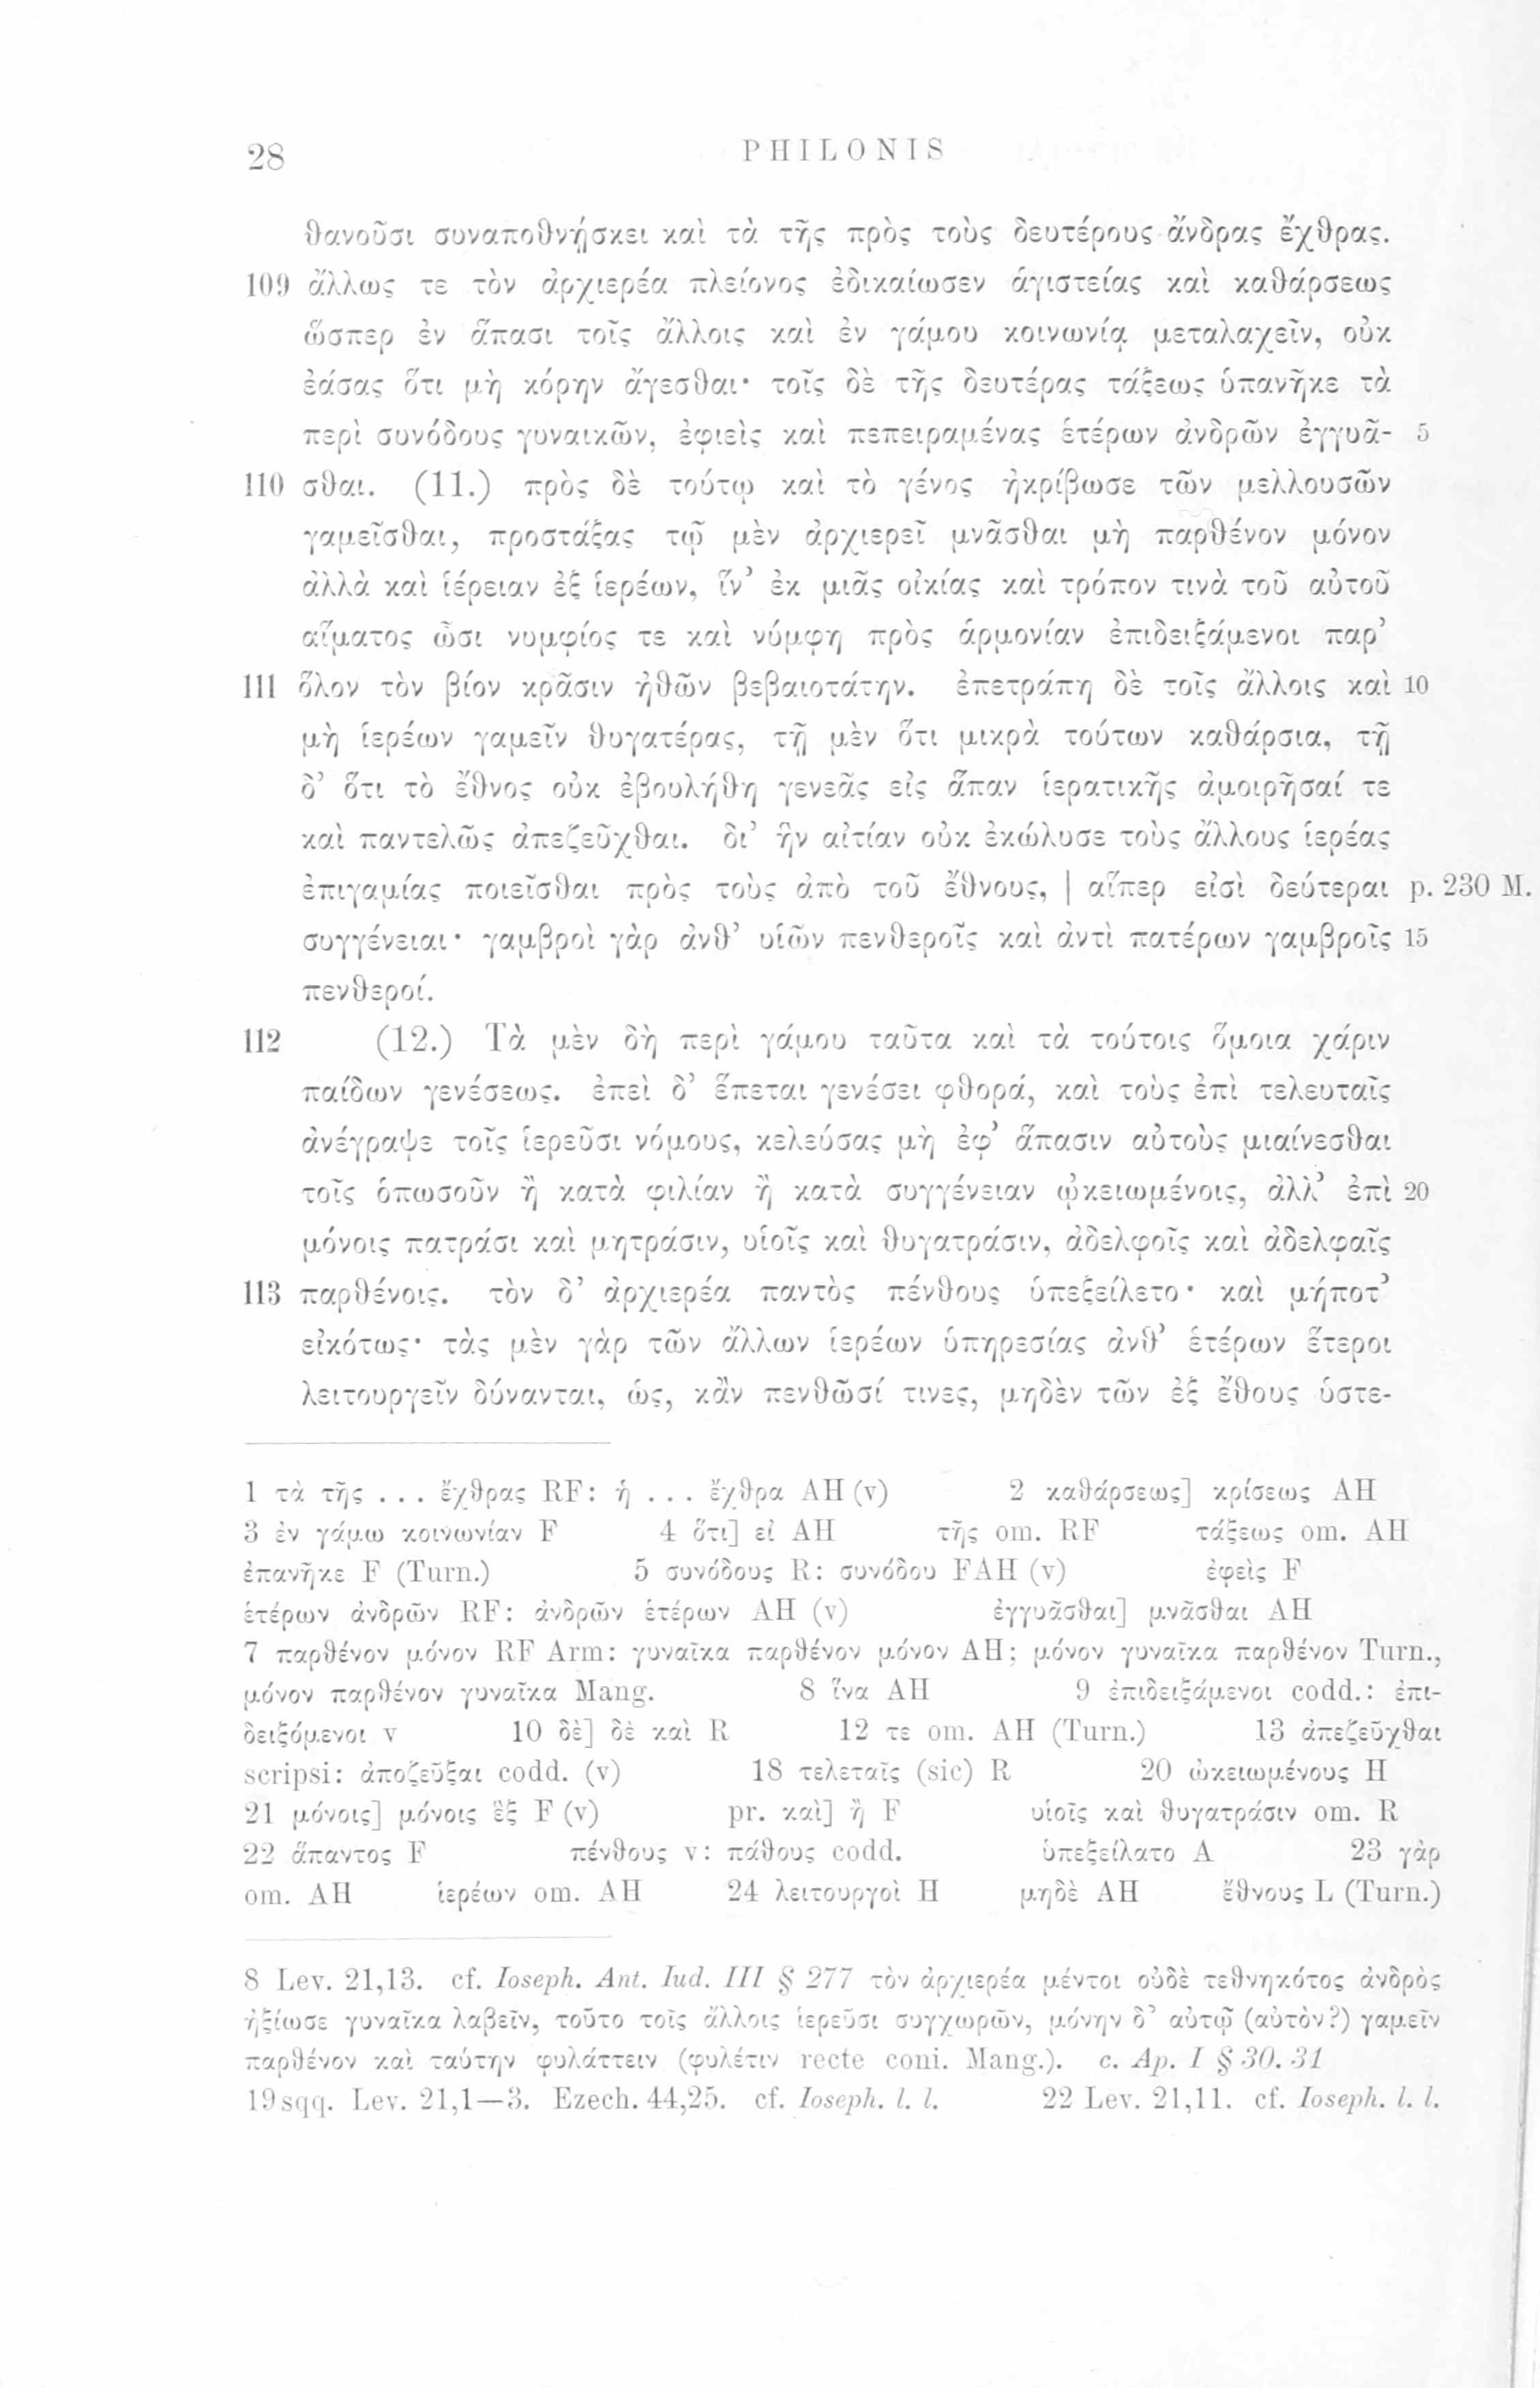 28 PHILONIS
θανοῦσι συναποθνῄσκει καὶ τὰ τῆς πρὸς τοὺς δευτέρους ἄνδρας ἔχθρας.
109 ἄλλως τε τὸν ἀρχιερέα πλείονος ἐδικαίωσεν ἁγιστείας καὶ καθάρσεως
ὥσπερ ἐν ἅπασι τοῖς ἄλλοις καὶ ἐν γάμου κοινωνίᾳ μεταλαχεῖν, οὐκ
ἐάσας ὅτι μὴ κόρην ἄγεσθαι· τοῖς δὲ τῆς δευτέρας τάξεως ὑπανῆκε τὰ
περὶ συνόδους γυναικῶν, ἐφιεὶς καὶ πεπειραμένας ἑτέρων ἀνδρῶν ἐγγυᾶ- 5
110 σθαι. (11.) πρὸς δὲ τούτῳ καὶ τὸ γένος ἠκρίβωσε τῶν μελλουσῶν
γαμεῖσθαι, προστάξας τῷ μὲν ἀρχιερεῖ μνᾶσθαι μὴ παρθένον μόνον
ἀλλὰ καὶ ἱέρειαν ἐξ ἱερέων, ἵν’ ἐκ μιᾶς οἰκίας καὶ τρόπον τινὰ τοῦ αὐτοῦ
αἵματος ὦσι νυμφίος τε καὶ νύμφη πρὸς ἁρμονίαν ἐπιδειξάμενοι παρ’
111 ὅλον τὸν βίον κρᾶσιν ἠθῶν βεβαιοτάτην. ἐπετράπη δὲ τοῖς ἄλλοις καὶ 10
μὴ ἱερέων γαμεῖν θυγατέρας, τῇ μὲν ὅτι μικρὰ τούτων καθάρσια, τῇ
δ’ ὅτι τὸ ἔθνος οὐκ ἐβουλήθη γενεᾶς εἰς ἅπαν ἱερατικῆς ἀμοιρῆσαί τε
καὶ παντελῶς ἀπεζεῦχθαι. δι’ ἣν αἰτίαν οὐκ ἐκώλυσε τοὺς ἄλλους ἱερέας
ἐπιγαμίας ποιεῖσθαι πρὸς τοὺς ἀπὸ τοῦ ἔθνους, | αἵπερ εἰσὶ δεύτεραι p. 230 M.
συγγένειαι· γαμβροὶ γὰρ ἀνθ’ υἱῶν πενθεροῖς καὶ ἀντὶ πατέρων γαμβροῖς 15
πενθεροί.
112 (12.) Τὰ μὲν δὴ περὶ γάμου ταῦτα καὶ τὰ τούτοις ὅμοια χάριν
παίδων γενέσεως. ἐπεὶ δ’ ἕπεται γενέσει φθορά, καὶ τοὺς ἐπὶ τελευταῖς
ἀνέγραψε τοῖς ἱερεῦσι νόμους, κελεύσας μὴ ἐφ’ ἅπασιν αὐτοὺς μιαίνεσθαι
τοῖς ὁπωσοῦν ἢ κατὰ φιλίαν ἢ κατὰ συγγένειαν ᾠκειωμένοις, ἀλλ’ ἐπὶ 20
μόνοις πατράσι καὶ μητράσιν, υἱοῖς καὶ θυγατράσιν, ἀδελφοῖς καὶ ἀδελφαῖς
113 παρθένοις. τὸν δ’ ἀρχιερέα παντὸς πένθους ὑπεξείλετο· καὶ μήποτ’
εἰκότως· τὰς μὲν γὰρ τῶν ἄλλων ἱερέων ὑπηρεσίας ἀνθ’ ἑτέρων ἕτεροι
λειτουργεῖν δύνανται, ὡς, κἂν πενθῶσί τινες, μηδὲν τῶν ἐξ ἔθους ὑστε-
1 τὰ τῆς ... ἔχθρας RF: ἡ ... ἔχθρα AH (v) 2 καθάρσεως] κρίσεως AH
3 ἐν γάμῳ κοινωνίαν F 4 ὅτι] εἰ AH τῆς om. RF τάξεως om. AH
ἐπανῆκε F (Turn.) 5 συνόδους R: συνόδου FAH (v) ἐφεὶς F
ἑτέρων ἀνδρῶν RF: ἀνδρῶν ἑτέρων AH (v) ἐγγυᾶσθαι] μνᾶσθαι AH
7 παρθένον μόνον RF Arm: γυναῖκα παρθένον μόνον AH; μόνον γυναῖκα παρθένον Turn.,
μόνον παρθένον γυναῖκα Mang. 8 ἵνα AH 9 ἐπιδειξάμενοι codd.: ἐπι-
δειξόμενοι v 10 δὲ] δὲ καὶ R 12 τε om. AH (Turn.) 13 ἀπεζεῦχθαι
scripsi: ἀποζεῦξαι codd. (v) 18 τελεταῖς (sic) R 20 ᾠκειωμένους H
21 μόνοις] μόνοις ἓξ F (v) pr. καὶ] ἢ F υἱοῖς καὶ θυγατράσιν om. R
22 ἅπαντος F πένθους v: πάθους codd. ὑπεξείλατο A 23 γὰρ
om. AH ἱερέων om. AH 24 λειτουργοὶ H μηδὲ AH ἔθνους L (Turn.)
8 Lev. 21,13. cf. Ioseph. Ant. Iud. III § 277 τὸν ἀρχιερέα μέντοι οὐδὲ τεθνηκότος ἀνδρὸς
ἠξίωσε γυναῖκα λαβεῖν, τοῦτο τοῖς ἄλλοις ἱερεῦσι συγχωρῶν, μόνην δ’ αὐτῷ (αὐτὸν?) γαμεῖν
παρθένον καὶ ταύτην φυλάττειν (φυλέτιν recte coni. Mang.). c. Ap. I § 30. 31
19 sqq. Lev. 21,1—3. Ezech. 44,25. cf. Ioseph. l. l. 22 Lev. 21,11. cf. Ioseph. l. l.